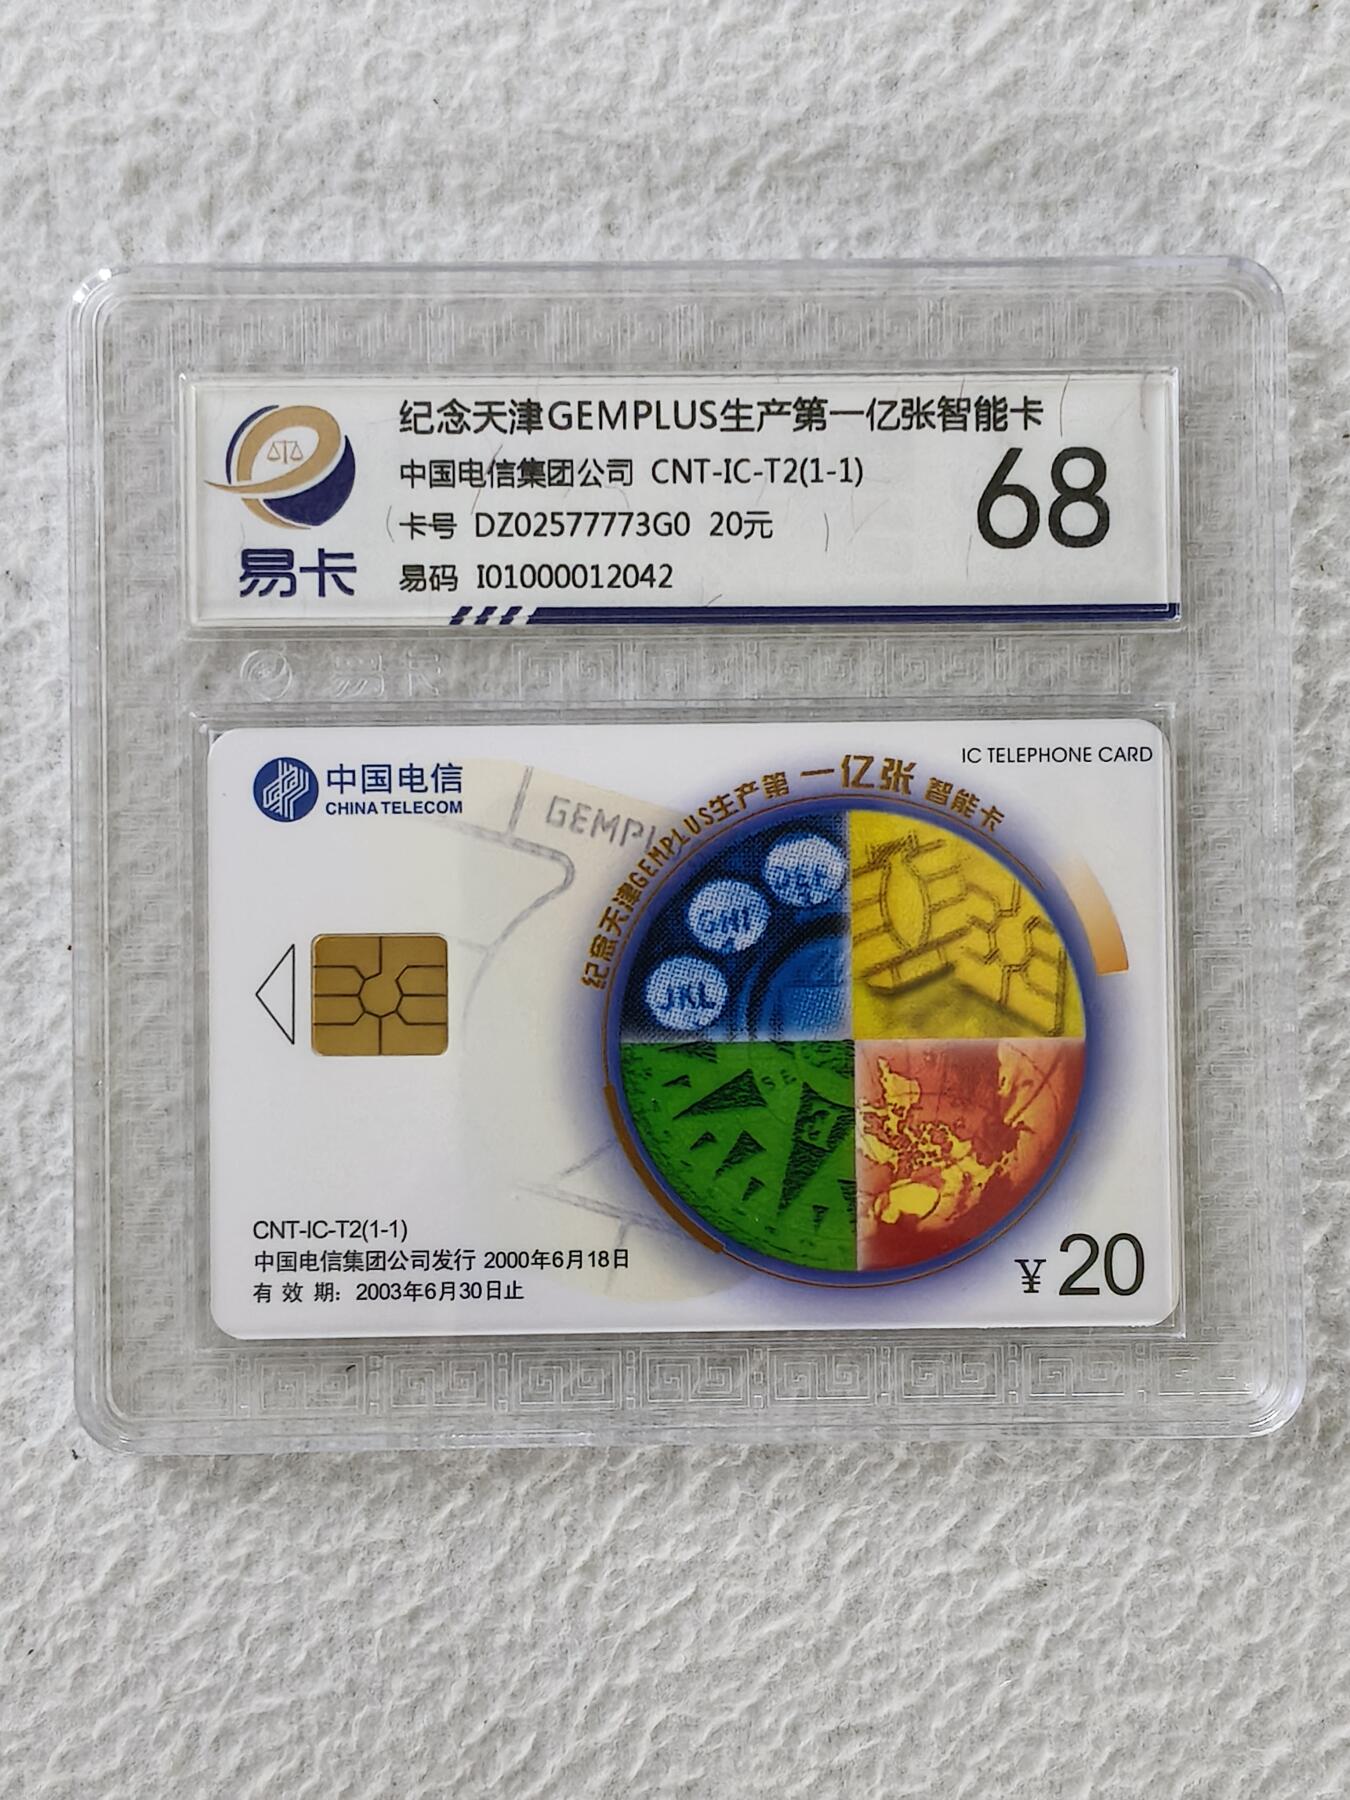 纪念天津GEMPLUS生产第一亿张智能卡
中国电信集团公司 CNT-IC-T2(1-1)
卡号 DZ02577773G0 20元
易码 I01000012042
68
易卡
易卡
中国电信
CHINA TELECOM
IC TELEPHONE CARD
GEMPL
纪念天津GEMPLUS生产第一亿张智能卡
JKL
CNT-IC-T2(1-1)
中国电信集团公司发行 2000年6月18日
有 效 期: 2003年6月30日止
¥20